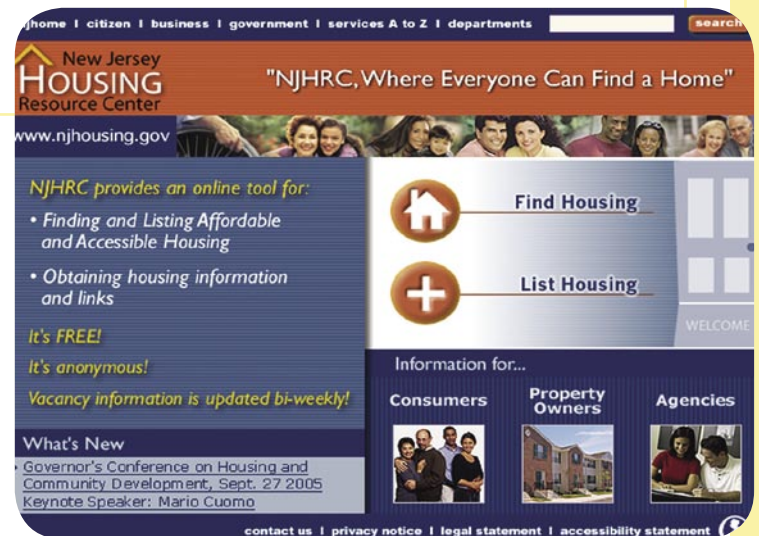 njhome | citizen | business | government | services A to Z | departments
search
New Jersey
HOUSING
Resource Center
"NJHRC, Where Everyone Can Find a Home"
www.njhousing.gov
NJHRC provides an online tool for:
• Finding and Listing Affordable
and Accessible Housing
• Obtaining housing information
and links
It's FREE!
It's anonymous!
Vacancy information is updated bi-weekly!
Find Housing
List Housing
WELCOME
Information for...
Consumers
Property
Owners
Agencies
What's New
Governor's Conference on Housing and
Community Development, Sept. 27 2005
Keynote Speaker: Mario Cuomo
contact us | privacy notice | legal statement | accessibility statement